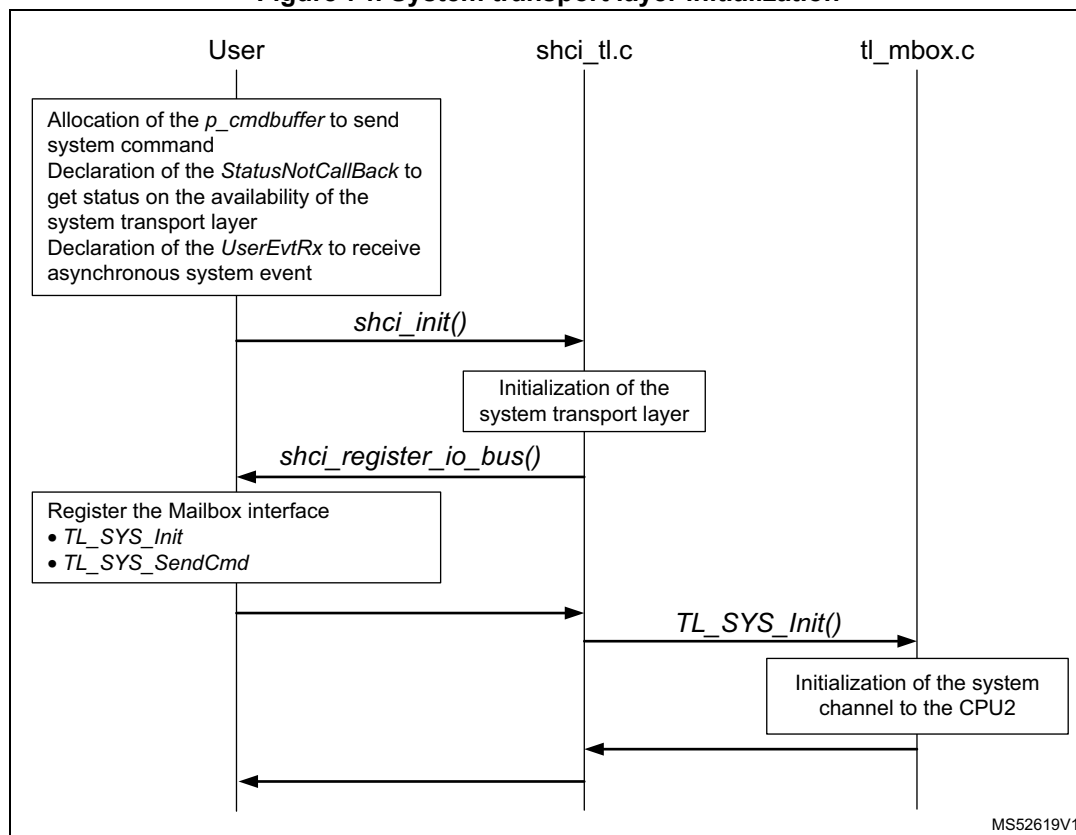 Figure System transport layer initialization
User
shci_tl.c
tl_mbox.c
Allocation of the p_cmdbuffer to send
system command
Declaration of the StatusNotCallBack to
get status on the availability of the
system transport layer
Declaration of the UserEvtRx to receive
asynchronous system event
shci_init()
Initialization of the
system transport layer
shci_register_io_bus()
Register the Mailbox interface
• TL_SYS_Init
• TL_SYS_SendCmd
TL_SYS_Init()
Initialization of the system
channel to the CPU2
MS52619V1